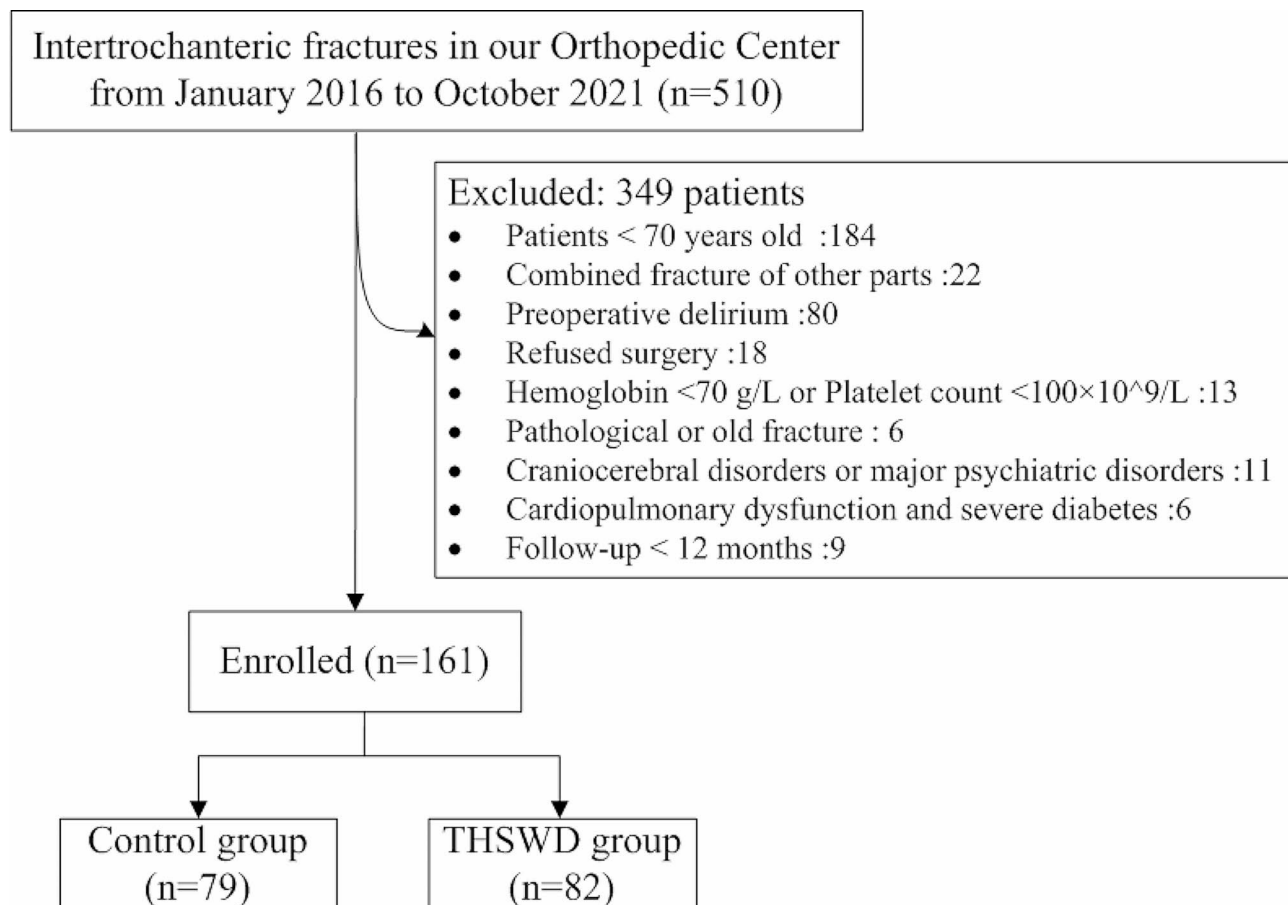 Intertrochanteric fractures in our Orthopedic Center
from January 2016 to October 2021 (n=510)
Excluded: 349 patients
• Patients < 70 years old :184
• Combined fracture of other parts :22
• Preoperative delirium :80
• Refused surgery :18
• Hemoglobin <70 g/L or Platelet count <100×10^9/L :13
• Pathological or old fracture : 6
• Craniocerebral disorders or major psychiatric disorders :11
• Cardiopulmonary dysfunction and severe diabetes :6
• Follow-up < 12 months :9
Enrolled (n=161)
Control group
(n=79)
THSWD group
(n=82)